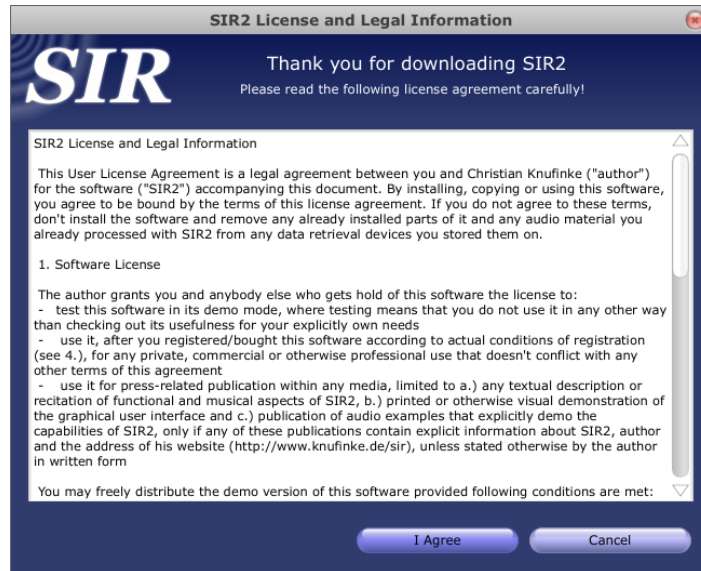 SIR2 License and Legal Information
SIR
Thank you for downloading SIR2
Please read the following license agreement carefully!
SIR2 License and Legal Information
This User License Agreement is a legal agreement between you and Christian Knufinke ("author")
for the software ("SIR2") accompanying this document. By installing, copying or using this software,
you agree to be bound by the terms of this license agreement. If you do not agree to these terms,
don't install the software and remove any already installed parts of it and any audio material you
already processed with SIR2 from any data retrieval devices you stored them on.
1. Software License
The author grants you and anybody else who gets hold of this software the license to:
- test this software in its demo mode, where testing means that you do not use it in any other way
than checking out its usefulness for your explicitly own needs
- use it, after you registered/bought this software according to actual conditions of registration
(see 4.), for any private, commercial or otherwise professional use that doesn't conflict with any
other terms of this agreement
- use it for press-related publication within any media, limited to a.) any textual description or
recitation of functional and musical aspects of SIR2, b.) printed or otherwise visual demonstration of
the graphical user interface and c.) publication of audio examples that explicitly demo the
capabilities of SIR2, only if any of these publications contain explicit information about SIR2, author
and the address of his website (http://www.knufinke.de/sir), unless stated otherwise by the author
in written form
You may freely distribute the demo version of this software provided following conditions are met:
I Agree
Cancel